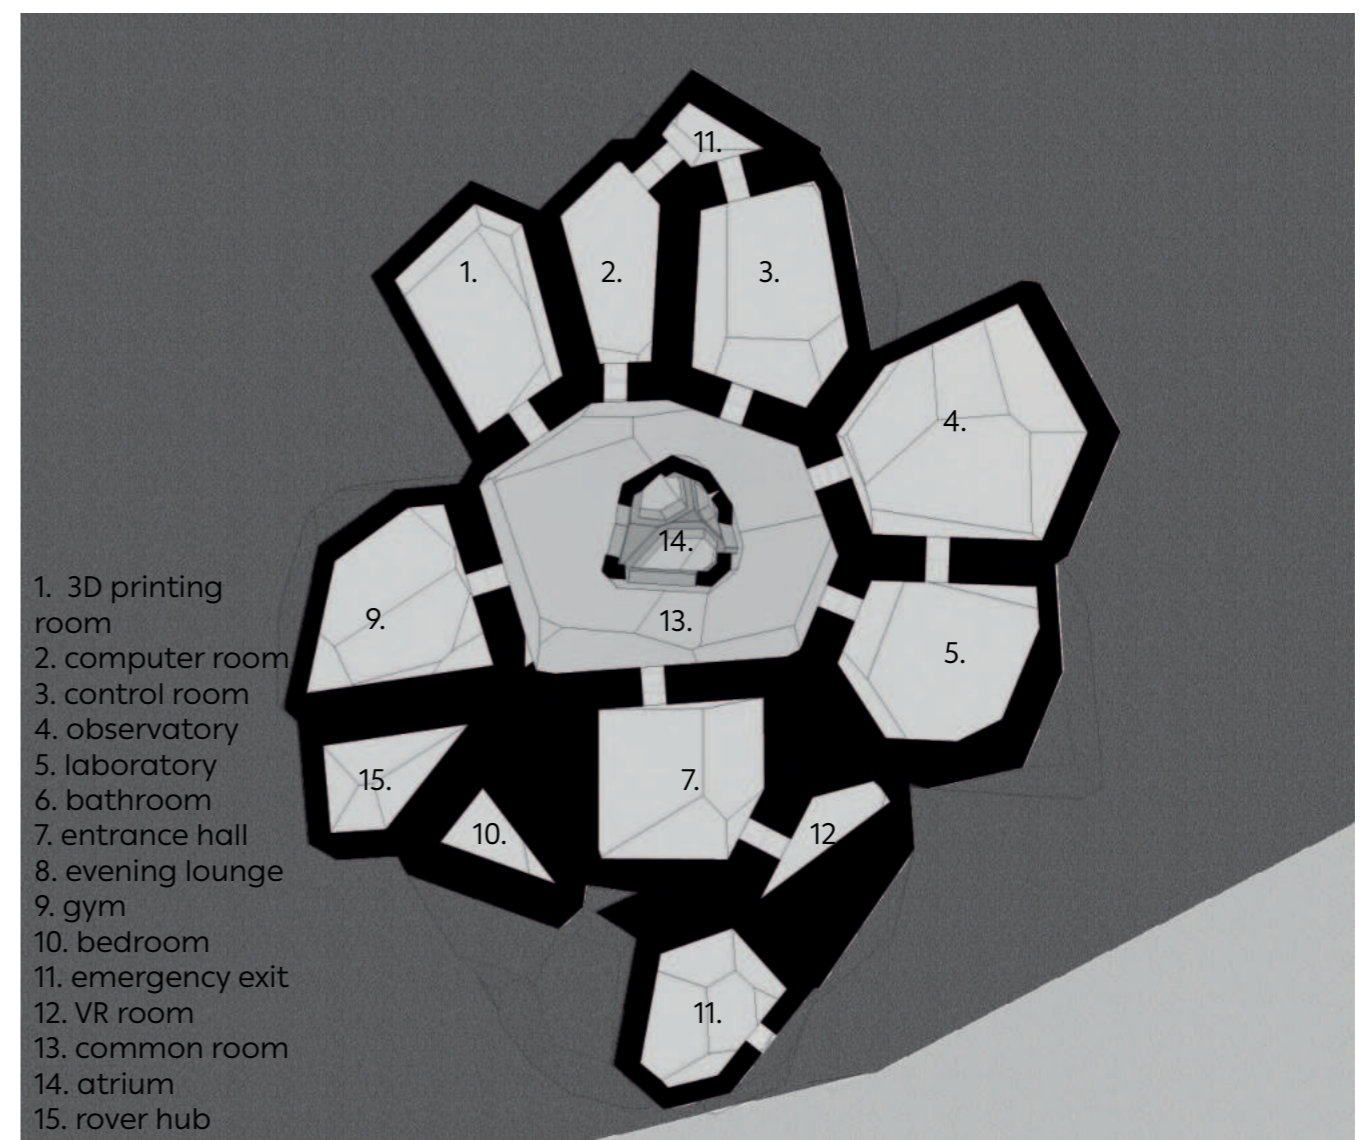 11.
1.
2.
3.
4.
14.
9.
13.
5.
15.
7.
10.
12
11.
1. 3D printing
room
2. computer room
3. control room
4. observatory
5. laboratory
6. bathroom
7. entrance hall
8. evening lounge
9. gym
10. bedroom
11. emergency exit
12. VR room
13. common room
14. atrium
15. rover hub